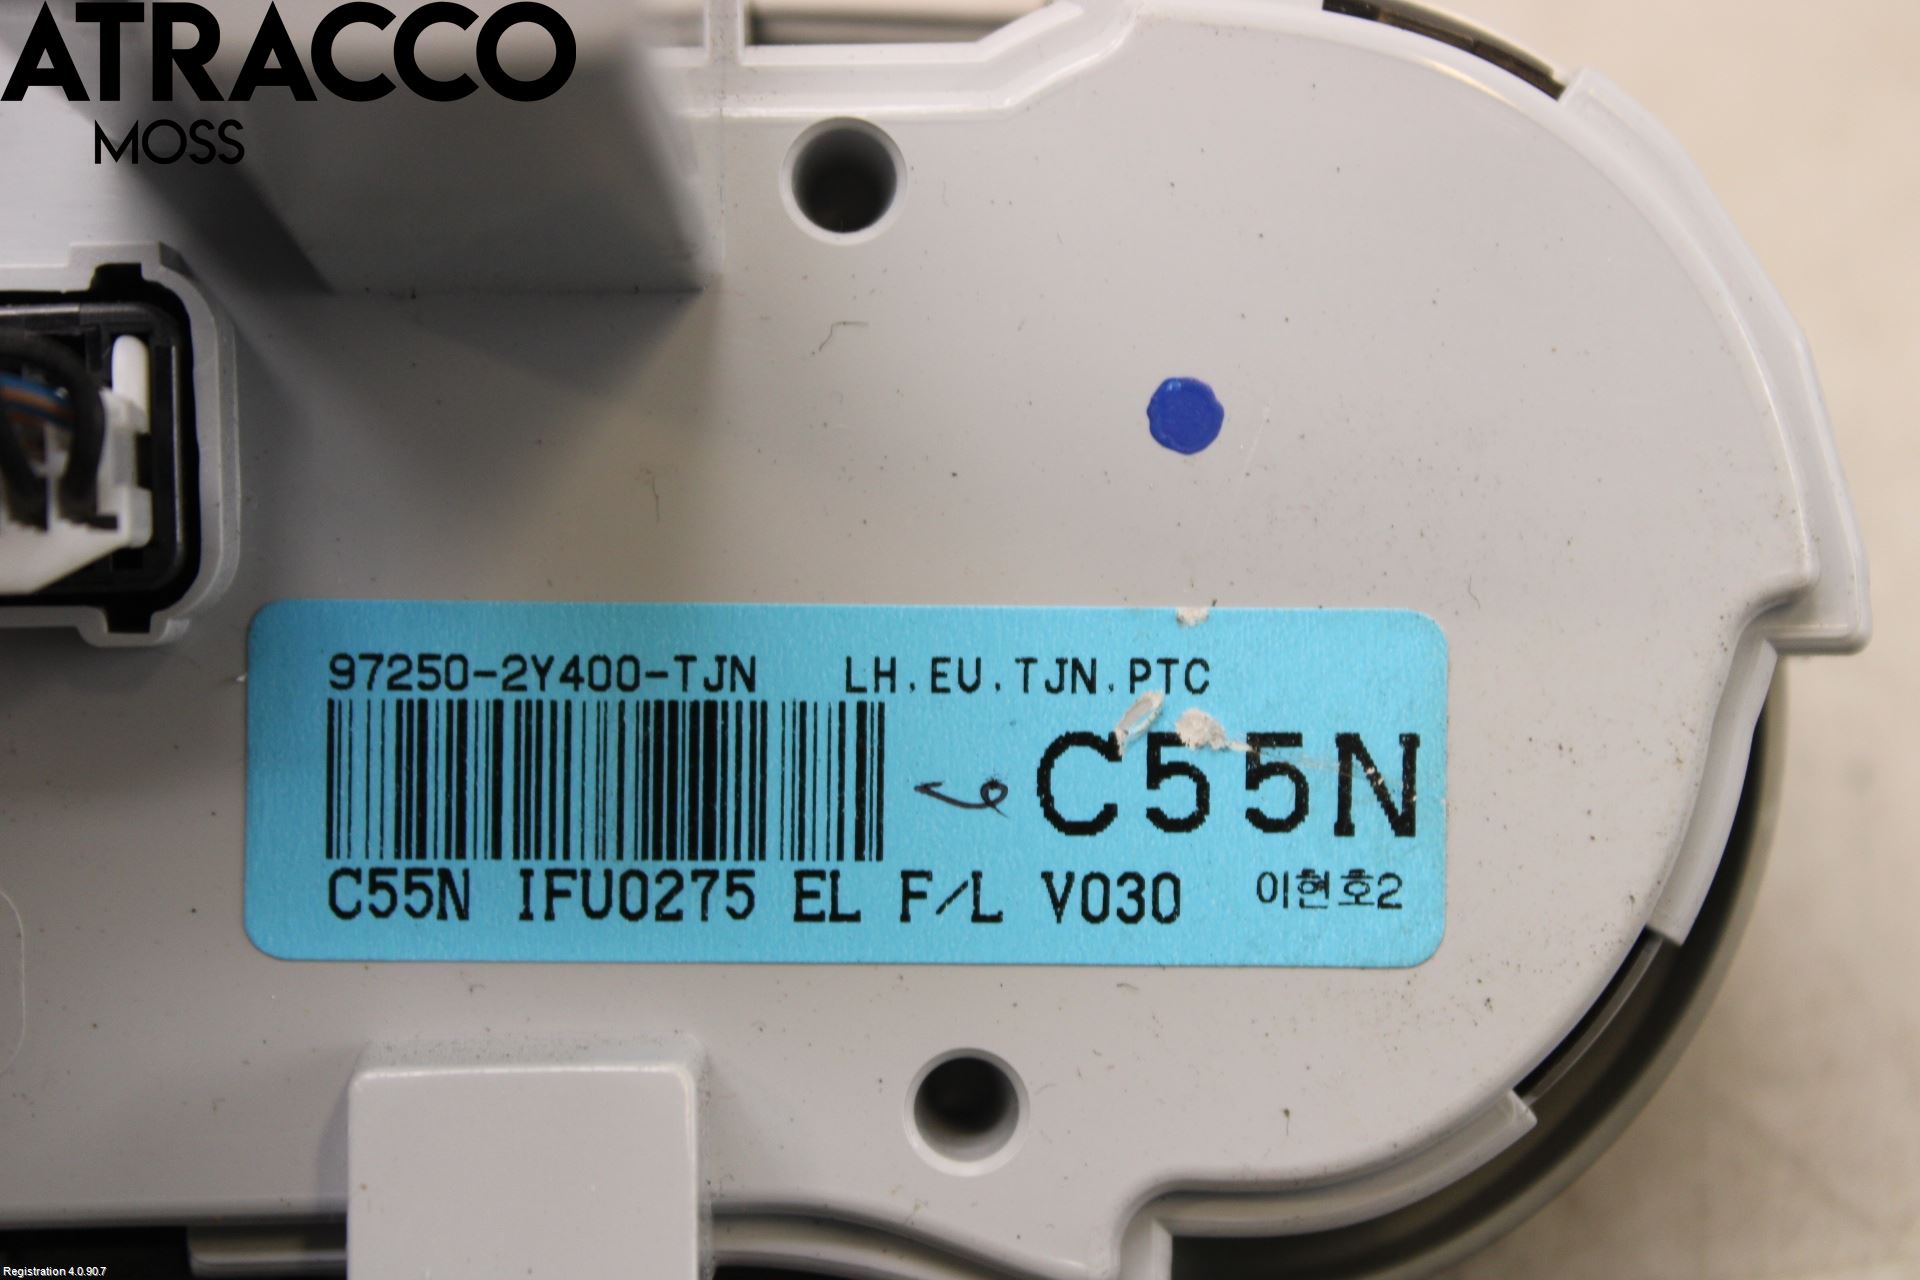 ATRACCO
MOSS
97250-2Y400-TJN LH.EU.TJN.PTC
C55N
C55N IFU0275 EL F/L V030 이현호2
Registration 4.0.90.7